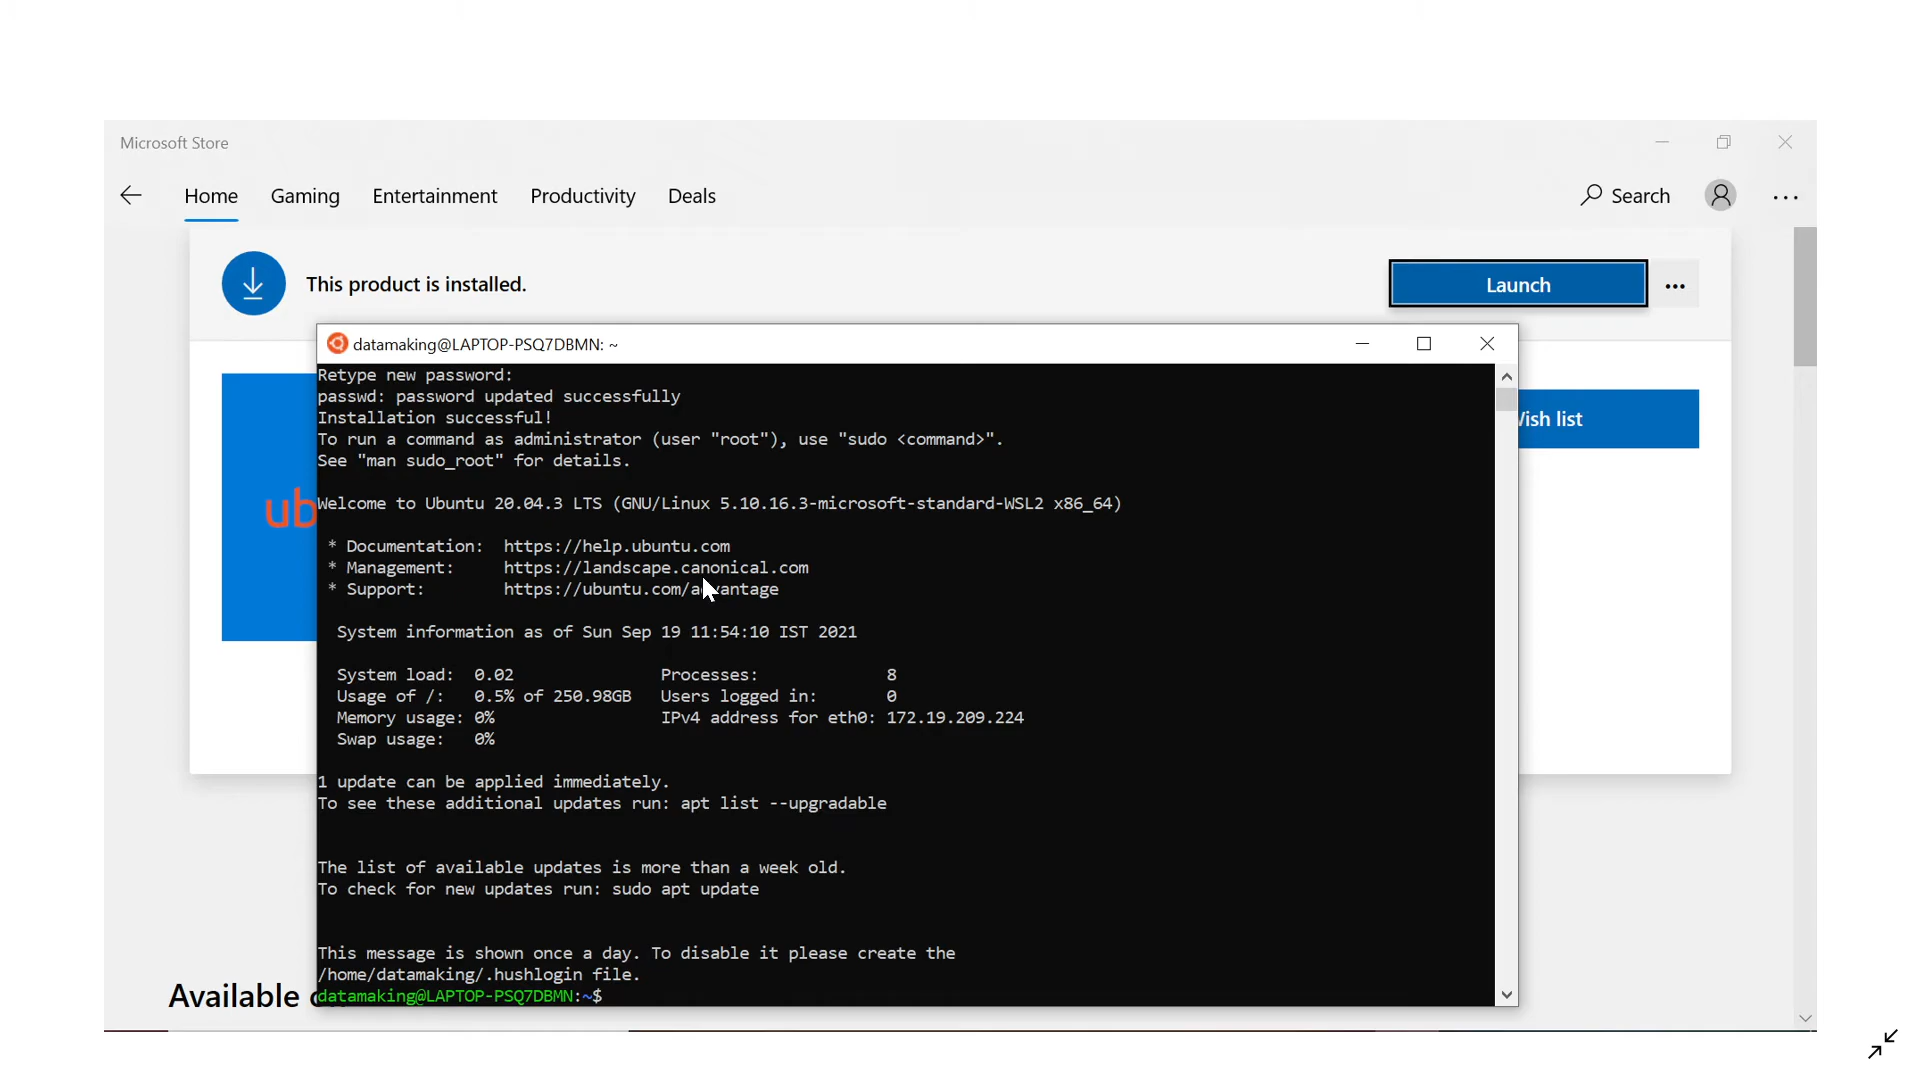 Microsoft Store
Home Gaming Entertainment Productivity Deals Search
This product is installed.
Launch
datamaking@LAPTOP-PSQ7DBMN: ~
Retype new password:
passwd: password updated successfully
Installation successful!
To run a command as administrator (user "root"), use "sudo <command>".
See "man sudo_root" for details.
Welcome to Ubuntu 20.04.3 LTS (GNU/Linux 5.10.16.3-microsoft-standard-WSL2 x86_64)
* Documentation: https://help.ubuntu.com
* Management: https://landscape.canonical.com
* Support: https://ubuntu.com/advantage
System information as of Sun Sep 19 11:54:10 IST 2021
System load: 0.02 Processes: 8
Usage of /: 0.5% of 250.98GB Users logged in: 0
Memory usage: 0% IPv4 address for eth0: 172.19.209.224
Swap usage: 0%
1 update can be applied immediately.
To see these additional updates run: apt list --upgradable
The list of available updates is more than a week old.
To check for new updates run: sudo apt update
This message is shown once a day. To disable it please create the
/home/datamaking/.hushlogin file.
datamaking@LAPTOP-PSQ7DBMN:~$
ub
Wish list
Available